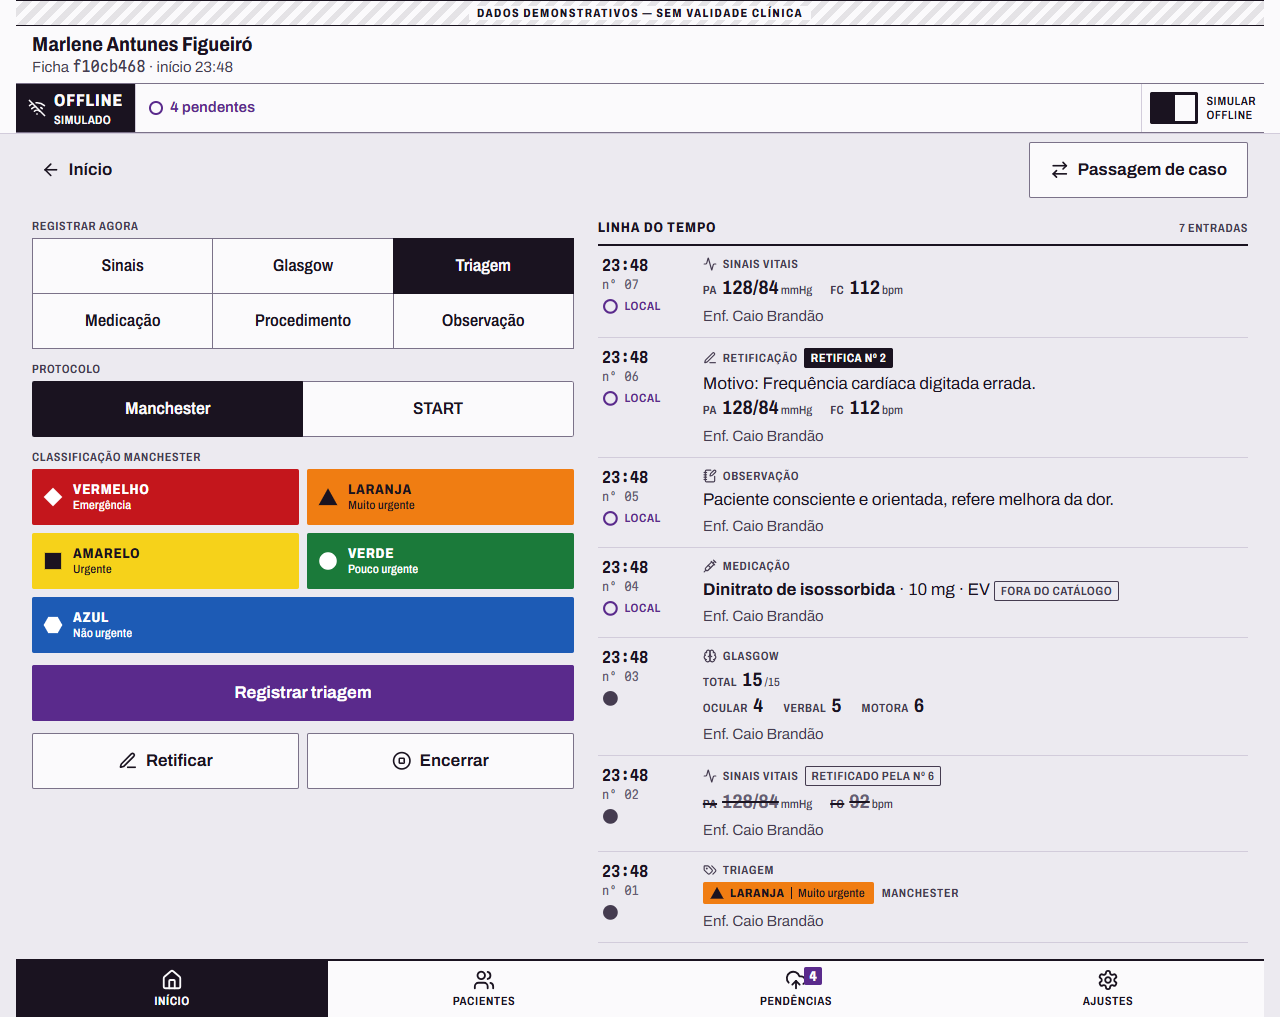 DADOS DEMONSTRATIVOS — SEM VALIDADE CLÍNICA
Marlene Antunes Figueiró
Ficha f10cb468 · início 23:48
OFFLINE
SIMULADO
4 pendentes
SIMULAR
OFFLINE
Início
Passagem de caso
REGISTRAR AGORA
Sinais
Glasgow
Triagem
Medicação
Procedimento
Observação
PROTOCOLO
Manchester
START
CLASSIFICAÇÃO MANCHESTER
VERMELHO
Emergência
LARANJA
Muito urgente
AMARELO
Urgente
VERDE
Pouco urgente
AZUL
Não urgente
Registrar triagem
Retificar
Encerrar
LINHA DO TEMPO
7 ENTRADAS
23:48
n° 07
LOCAL
SINAIS VITAIS
PA 128/84 mmHg FC 112 bpm
Enf. Caio Brandão
23:48
n° 06
LOCAL
RETIFICAÇÃO RETIFICA Nº 2
Motivo: Frequência cardíaca digitada errada.
PA 128/84 mmHg FC 112 bpm
Enf. Caio Brandão
23:48
n° 05
LOCAL
OBSERVAÇÃO
Paciente consciente e orientada, refere melhora da dor.
Enf. Caio Brandão
23:48
n° 04
LOCAL
MEDICAÇÃO
Dinitrato de isossorbida · 10 mg · EV FORA DO CATÁLOGO
Enf. Caio Brandão
23:48
n° 03
GLASGOW
TOTAL 15 /15
OCULAR 4 VERBAL 5 MOTORA 6
Enf. Caio Brandão
23:48
n° 02
SINAIS VITAIS RETIFICADO PELA Nº 6
PA 128/84 mmHg FC 92 bpm
Enf. Caio Brandão
23:48
n° 01
TRIAGEM
LARANJA | Muito urgente MANCHESTER
Enf. Caio Brandão
INÍCIO
PACIENTES
4
PENDÊNCIAS
AJUSTES